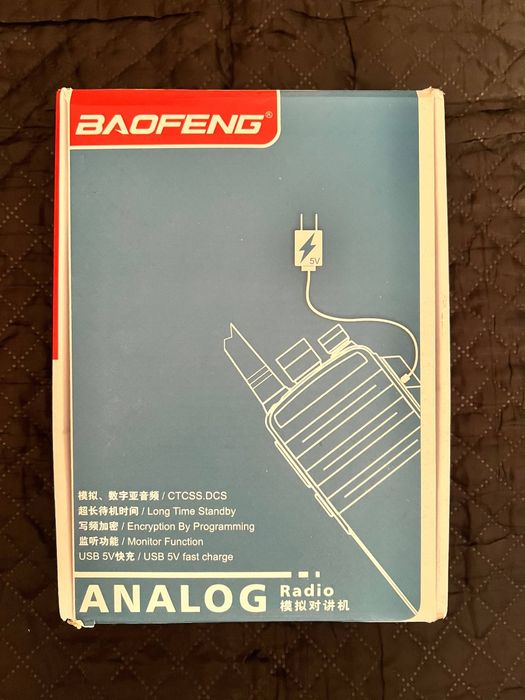 BAOFENG®
5V
模拟、数字亚音频 / CTCSS.DCS
超长待机时间 / Long Time Standby
写频加密 / Encryption By Programming
监听功能 / Monitor Function
USB 5V快充 / USB 5V fast charge
ANALOG Radio
模拟对讲机